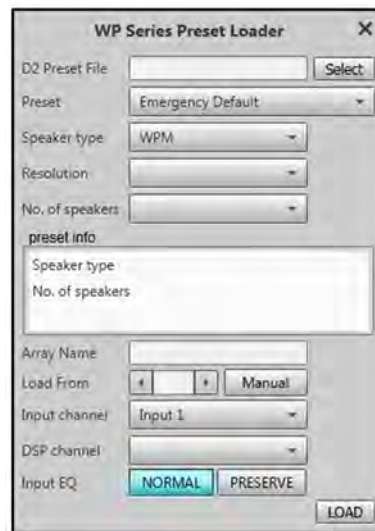 WP Series Preset Loader X
D2 Preset File Select
Preset Emergency Default
Speaker type WPM
Resolution
No. of speakers
preset info
Speaker type
No. of speakers
Array Name
Load From Manual
Input channel Input 1
DSP channel
Input EQ NORMAL PRESERVE
LOAD